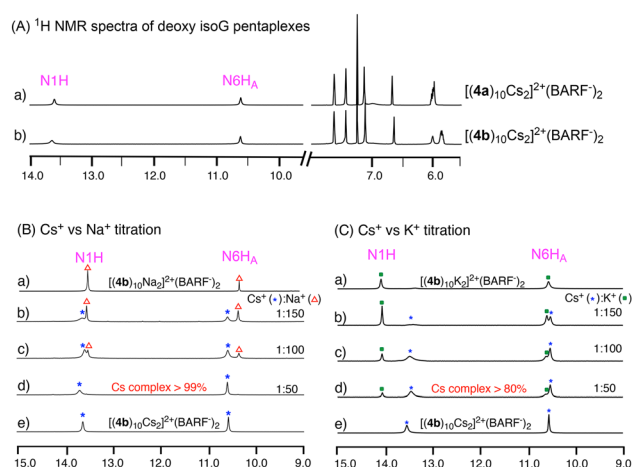 (A) ¹H NMR spectra of deoxy isoG pentaplexes
N1H N6HA
a) [(4a)10Cs2]2+(BARF-)2
b) [(4b)10Cs2]2+(BARF-)2
14.0 13.0 12.0 11.0 10.0 7.0 6.0
(B) Cs+ vs Na+ titration
N1H N6HA
a) [(4b)10Na2]2+(BARF-)2
Cs+(*):Na+(△)
b) 1:150
c) 1:100
d) Cs complex > 99% 1:50
e) [(4b)10Cs2]2+(BARF-)2
15.0 14.0 13.0 12.0 11.0 10.0 9.0
(C) Cs+ vs K+ titration
N1H N6HA
a) [(4b)10K2]2+(BARF-)2
Cs+(*):K+(■)
b) 1:150
c) 1:100
d) Cs complex > 80% 1:50
e) [(4b)10Cs2]2+(BARF-)2
15.0 14.0 13.0 12.0 11.0 10.0 9.0